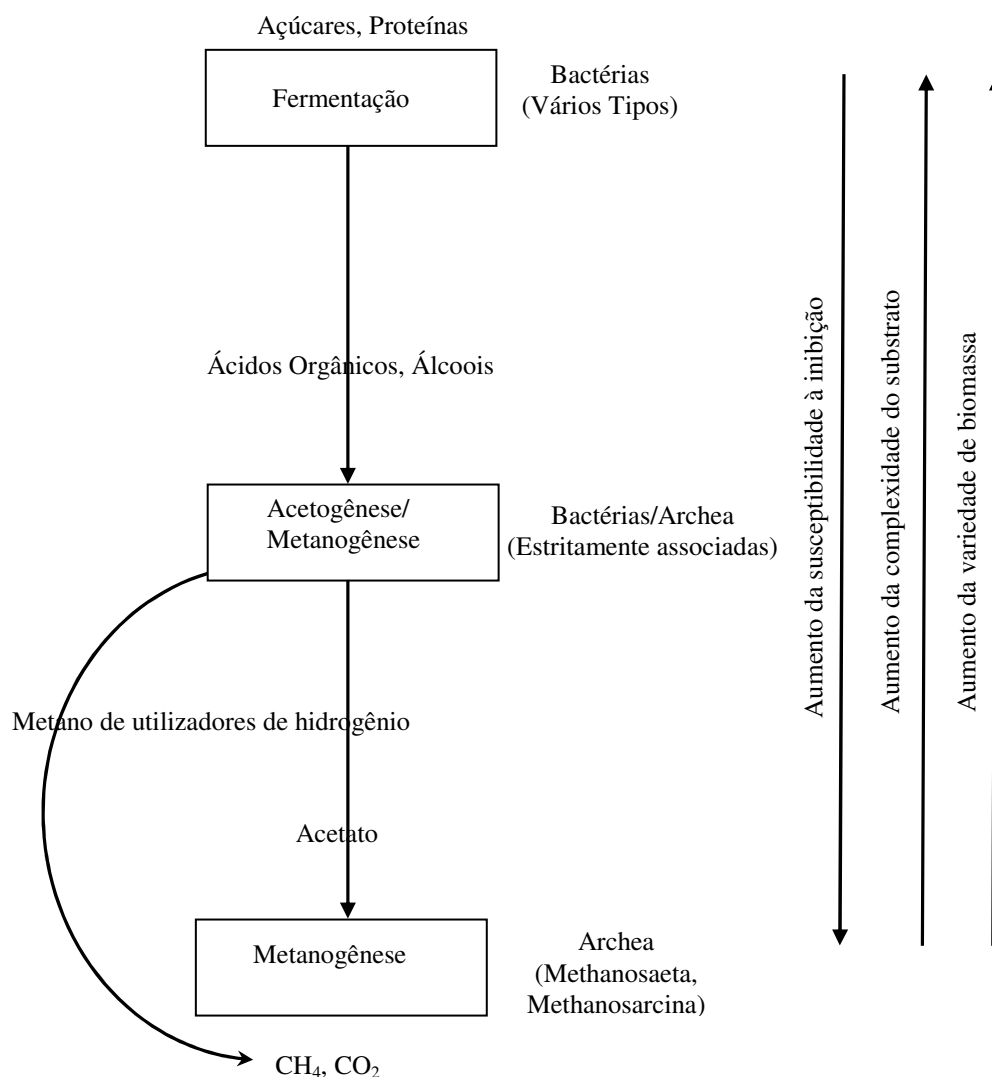 Açúcares, Proteínas
Fermentação
Bactérias
(Vários Tipos)
Ácidos Orgânicos, Álcoois
Acetogênese/
Metanogênese
Bactérias/Archea
(Estritamente associadas)
Metano de utilizadores de hidrogênio
Acetato
Metanogênese
Archea
(Methanosaeta,
Methanosarcina)
CH₄, CO₂
Aumento da susceptibilidade à inibição
Aumento da complexidade do substrato
Aumento da variedade de biomassa